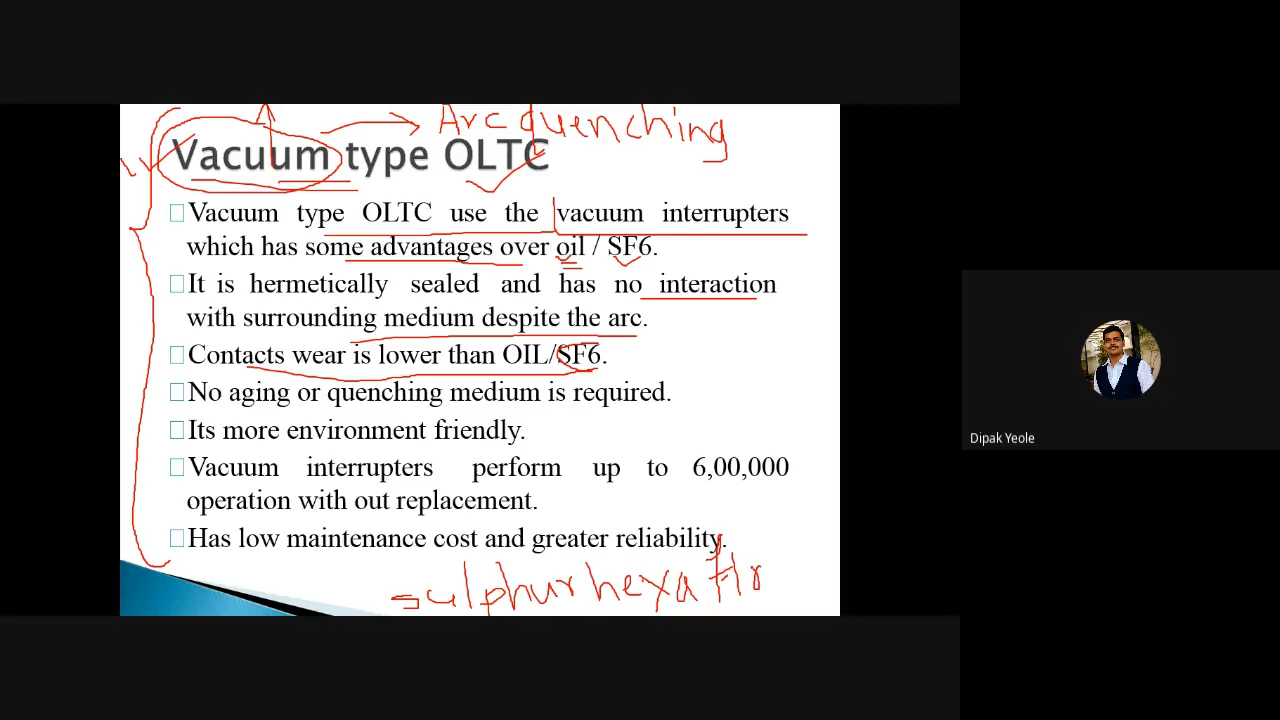 Arc quenching
Vacuum type OLTC
Vacuum type OLTC use the vacuum interrupters
which has some advantages over oil / SF6.
It is hermetically sealed and has no interaction
with surrounding medium despite the arc.
Contacts wear is lower than OIL/SF6.
No aging or quenching medium is required.
Its more environment friendly.
Vacuum interrupters perform up to 6,00,000
operation with out replacement.
Has low maintenance cost and greater reliability.
sulphur hexa flo
Dipak Yeole